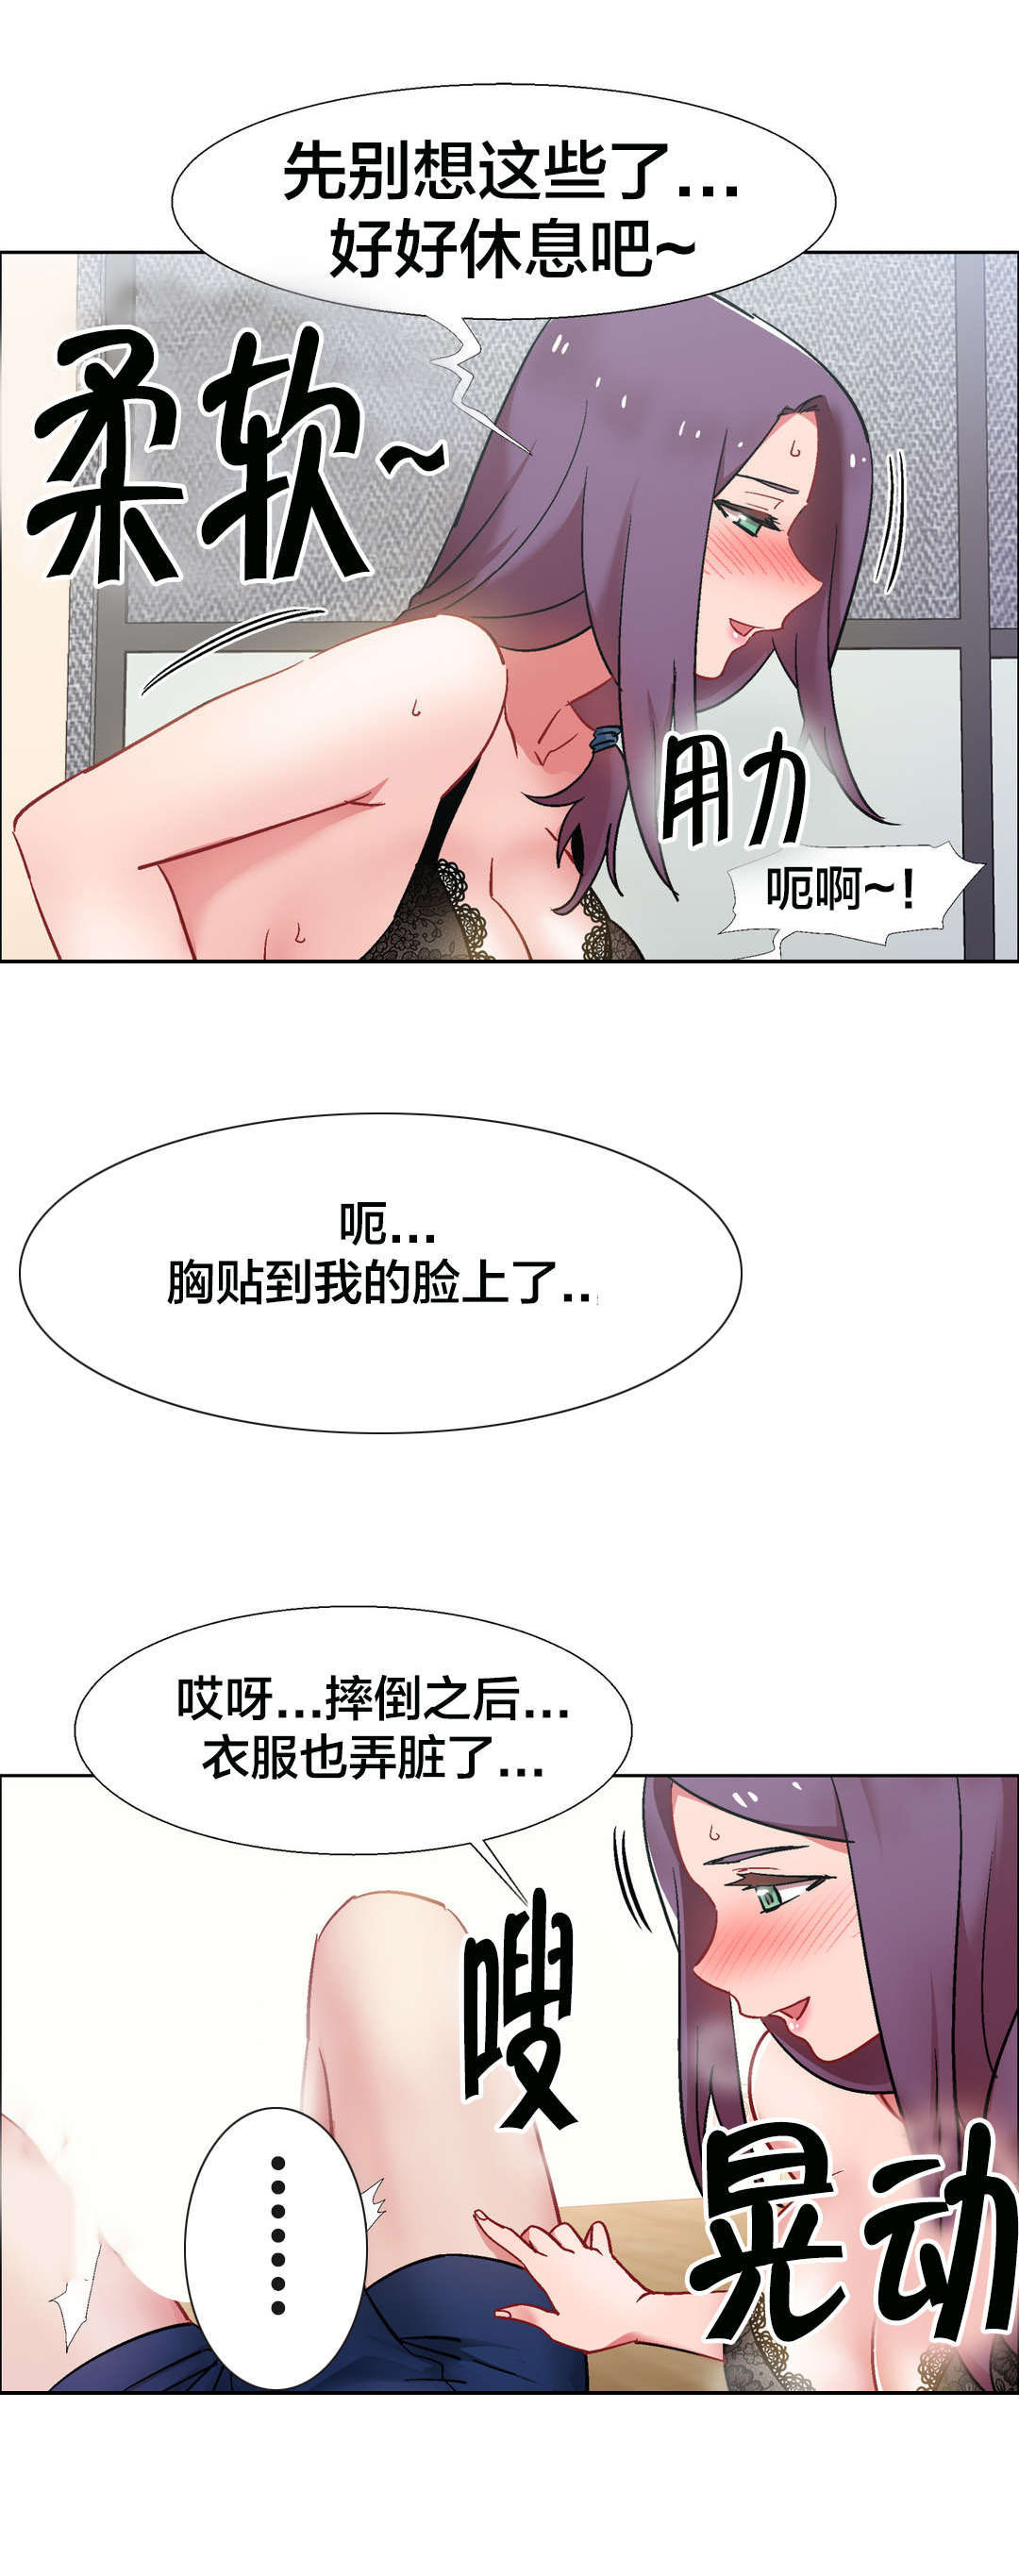 先别想这些了...
好好休息吧~
柔软~
用力
呃啊~!
呃...
胸贴到我的脸上了..
哎呀...摔倒之后...
衣服也弄脏了...
嗖
.......
晃动